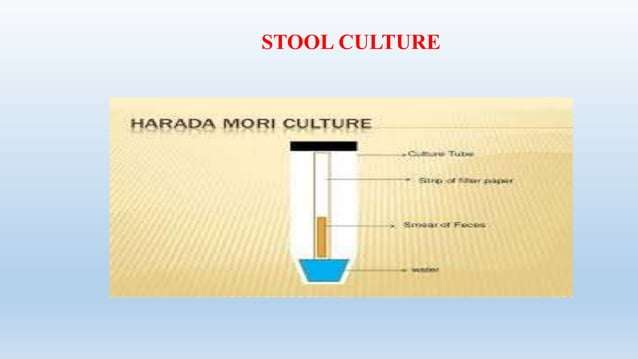 STOOL CULTURE
HARADA MORI CULTURE
Culture Tube
Strip of filter paper
Smear of Feces
water